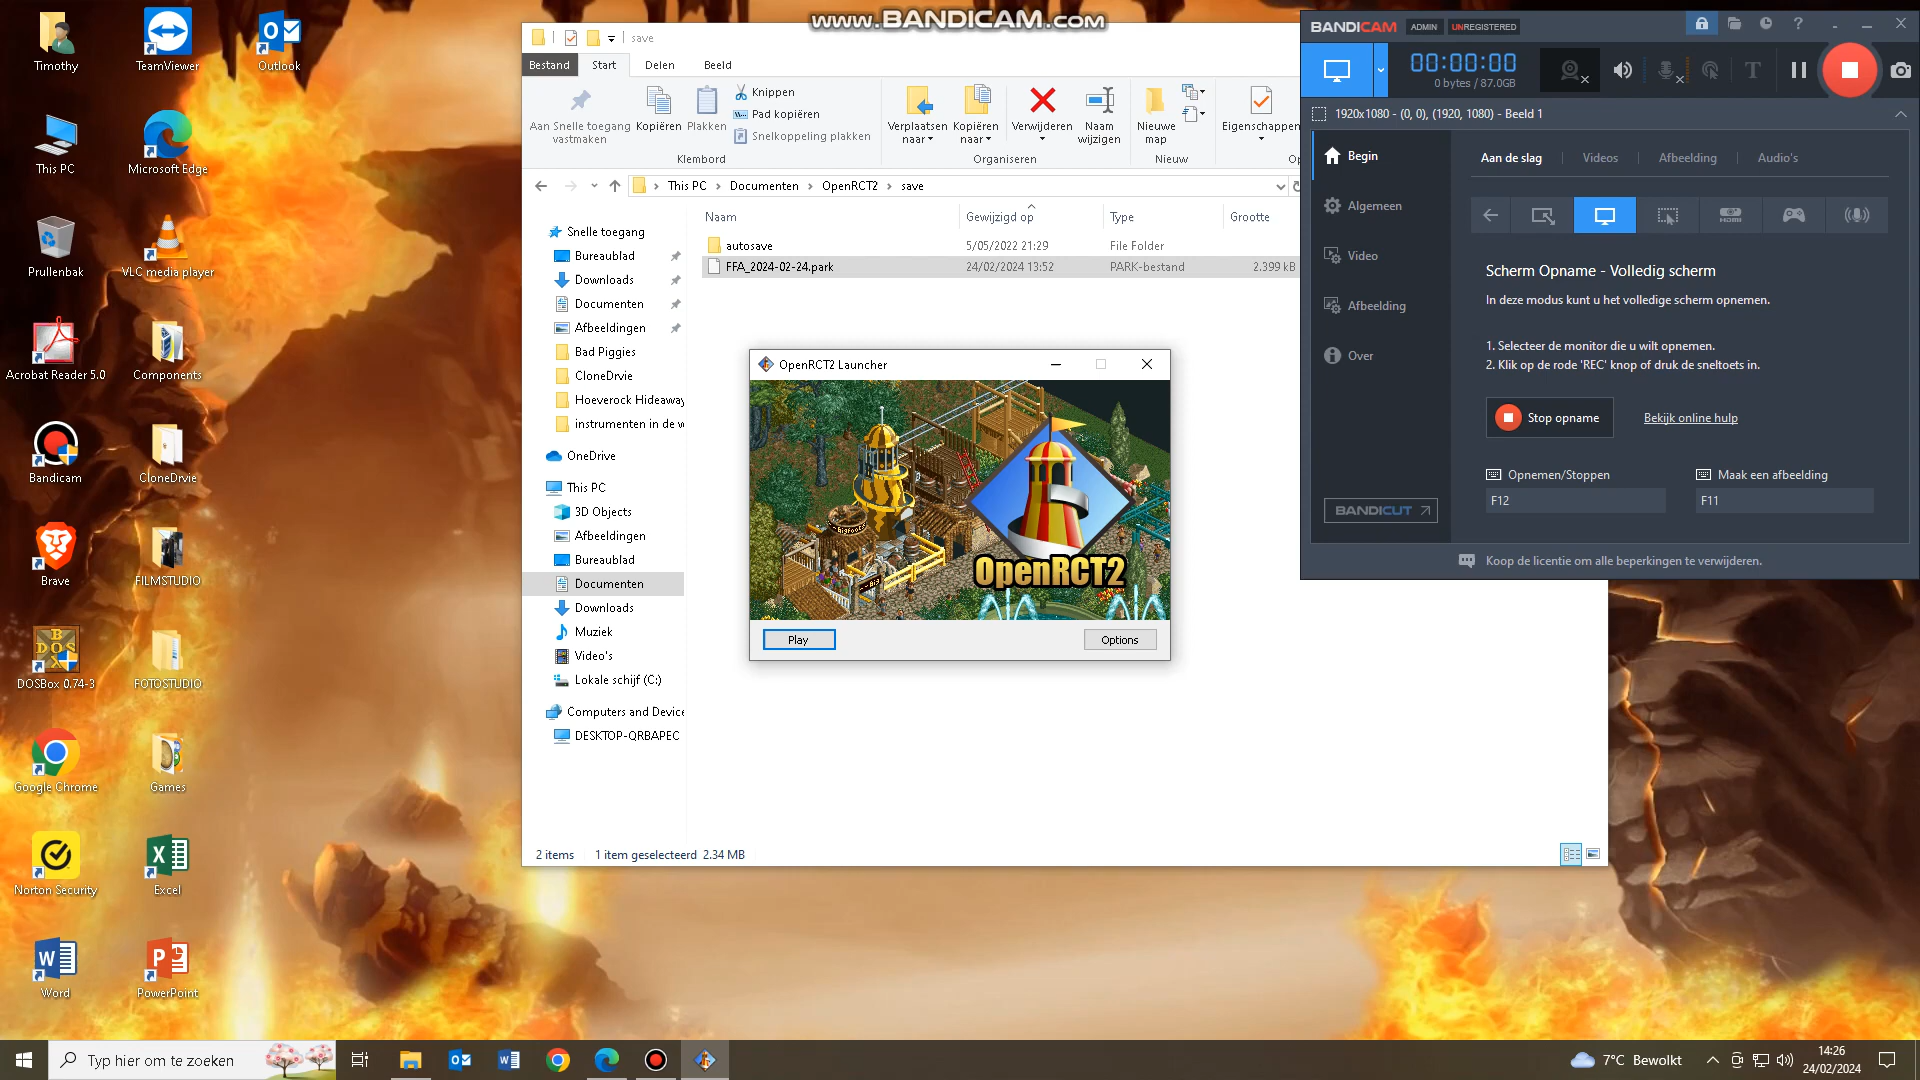 www.BANDICAM.com
Timothy
TeamViewer
Outlook
This PC
Microsoft Edge
Prullenbak
VLC media player
Acrobat Reader 5.0
Components
Bandicam
CloneDrvie
Brave
FILMSTUDIO
DOSBox 0.74-3
FOTOSTUDIO
Google Chrome
Games
Norton Security
Excel
Word
PowerPoint
save
Bestand Start Delen Beeld
Aan Snelle toegang vastmaken
Kopiëren
Plakken
Knippen
Pad kopiëren
Snelkoppeling plakken
Klembord
Verplaatsen naar
Kopiëren naar
Verwijderen
Naam wijzigen
Organiseren
Nieuwe map
Nieuw
Eigenschappen
This PC > Documenten > OpenRCT2 > save
Naam Gewijzigd op Type Grootte
autosave 5/05/2022 21:29 File Folder
FFA_2024-02-24.park 24/02/2024 13:52 PARK-bestand 2.399 kB
Snelle toegang
Bureaublad
Downloads
Documenten
Afbeeldingen
Bad Piggies
CloneDrvie
Hoeverock Hideaway
instrumenten in de w
OneDrive
This PC
3D Objects
Afbeeldingen
Bureaublad
Documenten
Downloads
Muziek
Video's
Lokale schijf (C:)
Computers and Device
DESKTOP-QRBAPEC
2 items 1 item geselecteerd 2.34 MB
OpenRCT2 Launcher
OpenRCT2
Play
Options
BANDICAM ADMIN UNREGISTERED
00:00:00
0 bytes / 87.0GB
1920x1080 - (0, 0), (1920, 1080) - Beeld 1
Begin
Algemeen
Video
Afbeelding
Over
BANDICUT
Aan de slag Videos Afbeelding Audio's
HDMI
Scherm Opname - Volledig scherm
In deze modus kunt u het volledige scherm opnemen.
1. Selecteer de monitor die u wilt opnemen.
2. Klik op de rode 'REC' knop of druk de sneltoets in.
Stop opname
Bekijk online hulp
Opnemen/Stoppen
F12
Maak een afbeelding
F11
Koop de licentie om alle beperkingen te verwijderen.
Typ hier om te zoeken
7°C Bewolkt
14:26
24/02/2024